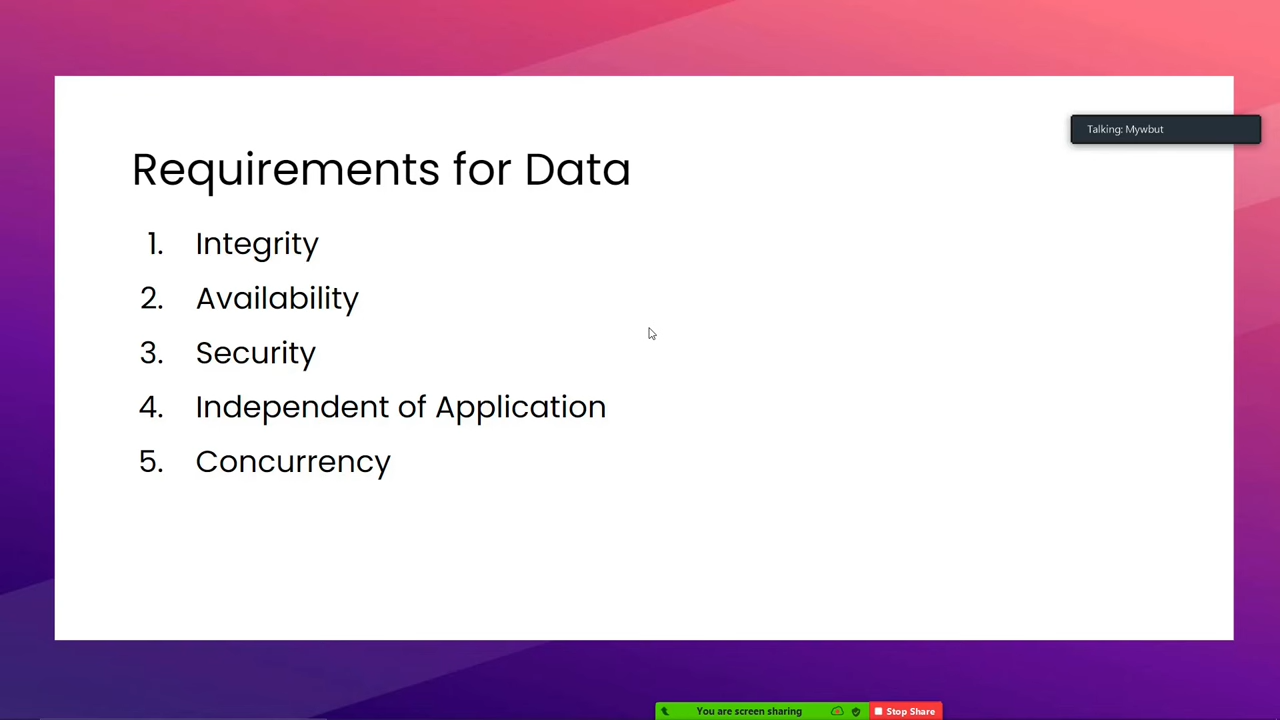 Talking: Mywbut
Requirements for Data
1. Integrity
2. Availability
3. Security
4. Independent of Application
5. Concurrency
You are screen sharing
Stop Share